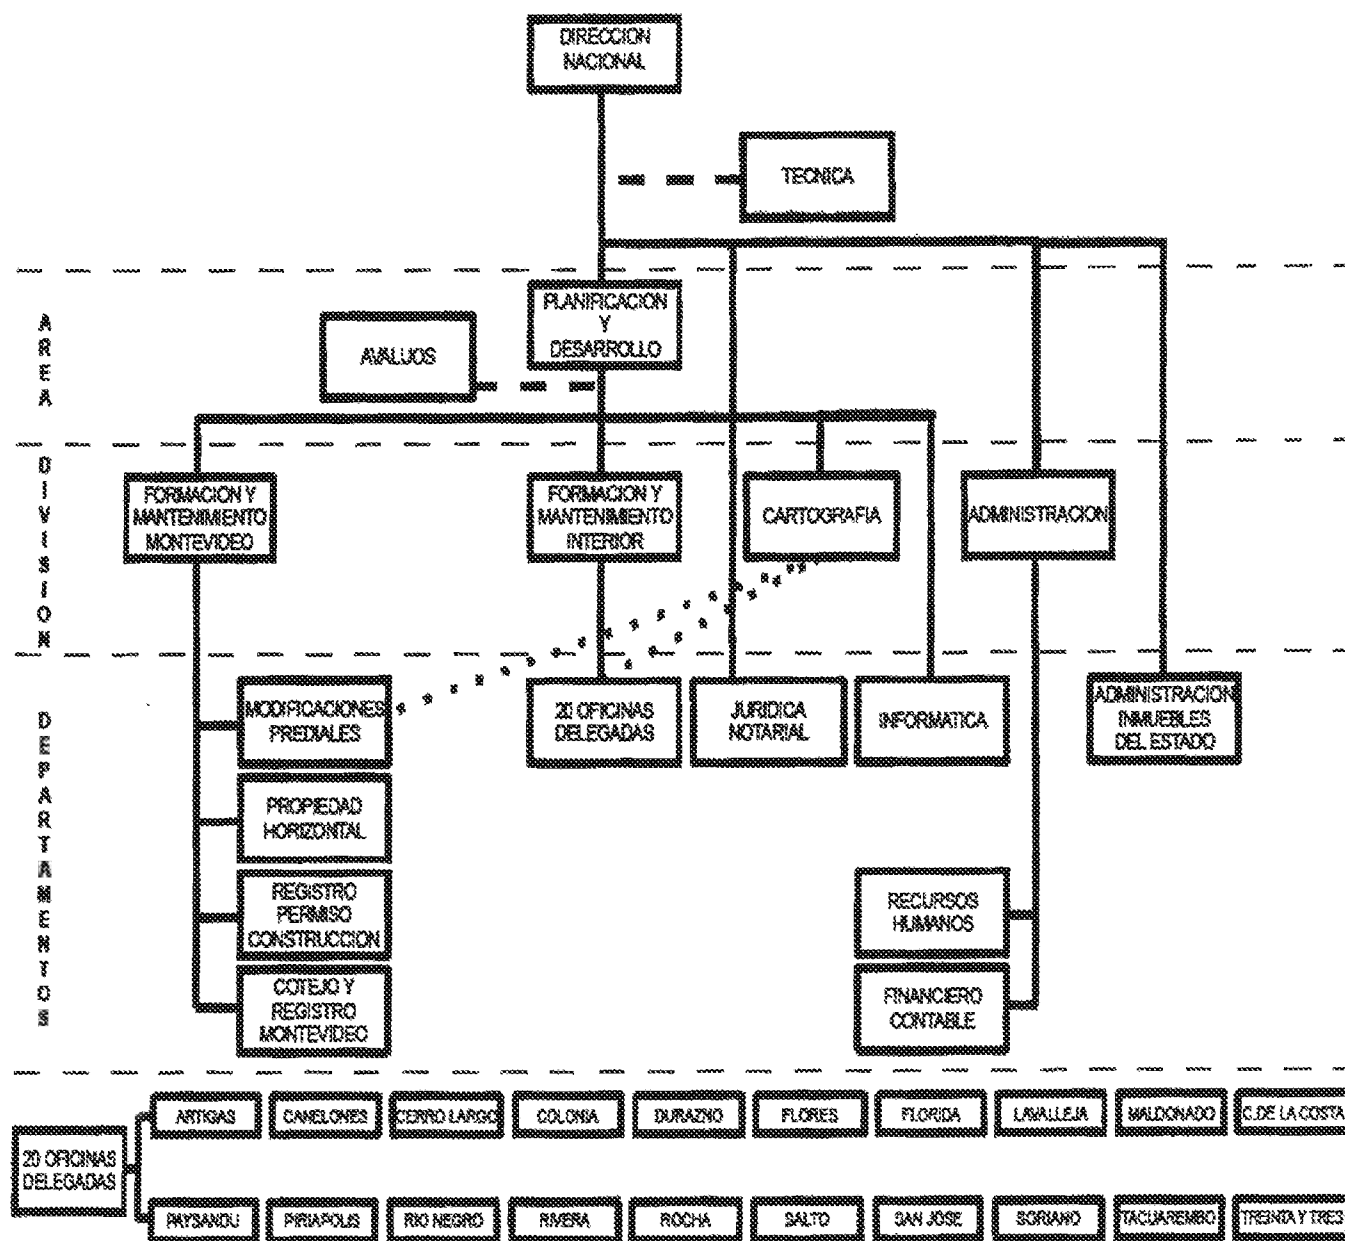 DIRECCION
NACIONAL
TECNICA
AREA
PLANIFICACION
Y
DESARROLLO
AVALUOS
DIVISION
FORMACION Y
MANTENIMIENTO
MONTEVIDEO
FORMACION Y
MANTENIMIENTO
INTERIOR
CARTOGRAFIA
ADMINISTRACION
DEPARTAMENTOS
MODIFICACIONES
PREDIALES
20 OFICINAS
DELEGADAS
JURIDICA
NOTARIAL
INFORMATICA
ADMINISTRACION
INMUEBLES
DEL ESTADO
PROPIEDAD
HORIZONTAL
REGISTRO
PERMISO
CONSTRUCCION
RECURSOS
HUMANOS
COTEJO Y
REGISTRO
MONTEVIDEO
FINANCIERO
CONTABLE
20 OFICINAS
DELEGADAS
ARTIGAS
CANELONES
CERRO LARGO
COLONIA
DURAZNO
FLORES
FLORIDA
LAVALLEJA
MALDONADO
C.DE LA COSTA
PAYSANDU
PIRIAPOLIS
RIO NEGRO
RIVERA
ROCHA
SALTO
SAN JOSE
SORIANO
TACUAREMBO
TREINTA Y TRES